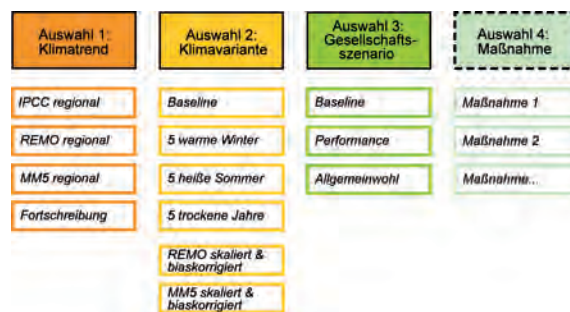 Auswahl 1:
Klimatrend
IPCC regional
REMO regional
MM5 regional
Fortschreibung
Auswahl 2:
Klimavariante
Baseline
5 warme Winter
5 heiße Sommer
5 trockene Jahre
REMO skaliert &
biaskorrigiert
MM5 skaliert &
biaskorrigiert
Auswahl 3:
Gesellschafts-
szenario
Baseline
Performance
Allgemeinwohl
Auswahl 4:
Maßnahme
Maßnahme 1
Maßnahme 2
Maßnahme...